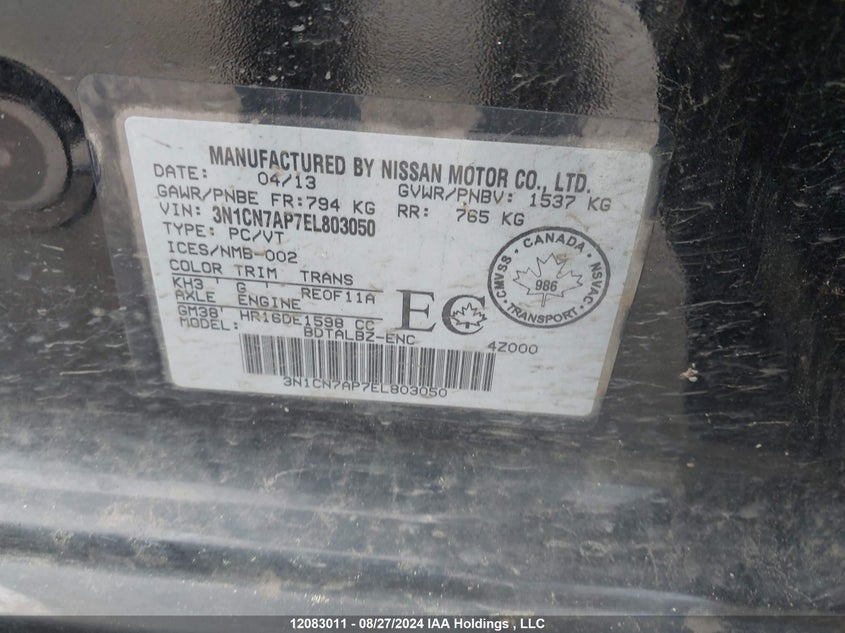 MANUFACTURED BY NISSAN MOTOR CO., LTD.
DATE: 04/13 GVWR/PNBV: 1537 KG
GAWR/PNBE FR:794 KG RR: 765 KG
VIN: 3N1CN7AP7EL803050
TYPE: PC/VT
ICES/NMB-002
COLOR TRIM TRANS
KH3 ' G ' RE0F11A
AXLE ENGINE
GM38' HR16DE1598 CC
MODEL: BDTALBZ-ENC
4Z000
EC
CANADA
CMVSS NSVAC
986
TRANSPORT
3N1CN7AP7EL803050
12083011 - 08/27/2024 IAA Holdings , LLC